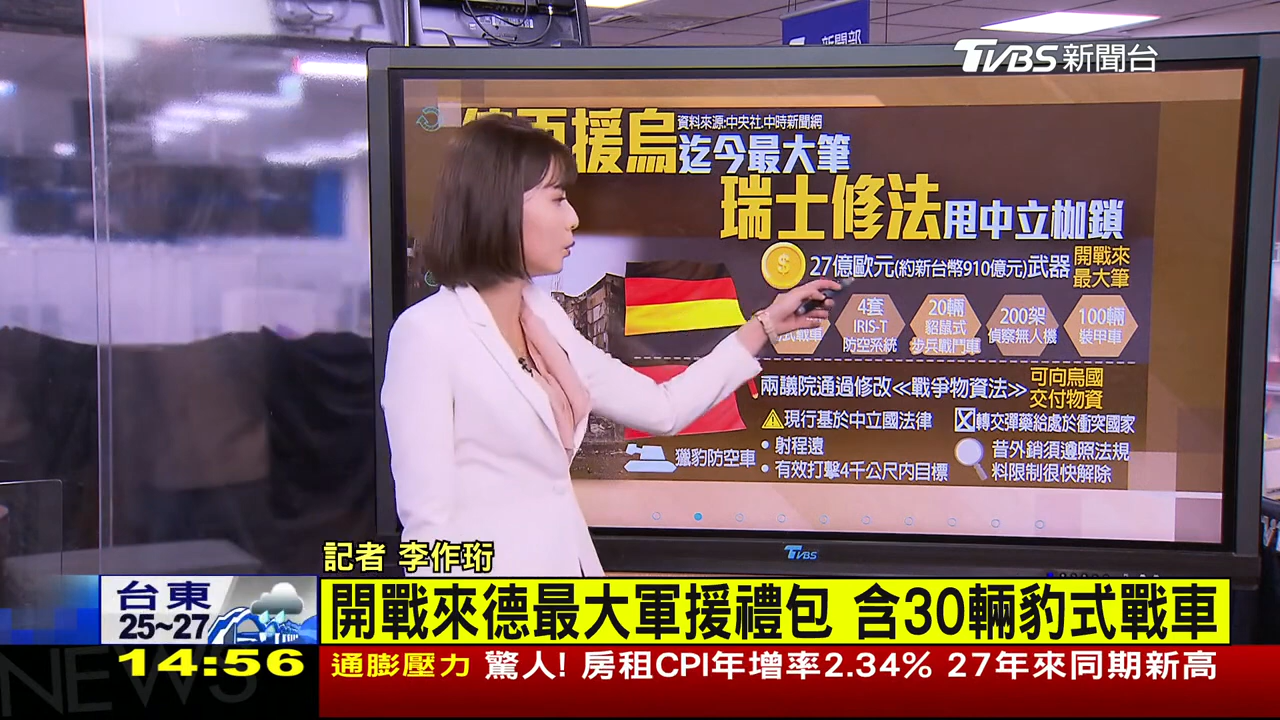 新聞部
TVBS新聞台
援烏
資料來源:中央社.中時新聞網
迄今最大筆
瑞士修法甩中立枷鎖
27億歐元(約新台幣910億元)武器
開戰來
最大筆
式戰車
4套
IRIS-T
防空系統
20輛
貂鼠式
步兵戰鬥車
200架
偵察無人機
100輛
裝甲車
兩議院通過修改≪戰爭物資法≫
可向烏國
交付物資
現行基於中立國法律
轉交彈藥給處於衝突國家
獵豹防空車
• 射程遠
• 有效打擊4千公尺內目標
昔外銷須遵照法規
料限制很快解除
TVBS
記者 李作珩
台東
25~27
開戰來德最大軍援禮包 含30輛豹式戰車
14:56
通膨壓力 驚人! 房租CPI年增率2.34% 27年來同期新高
NEWS